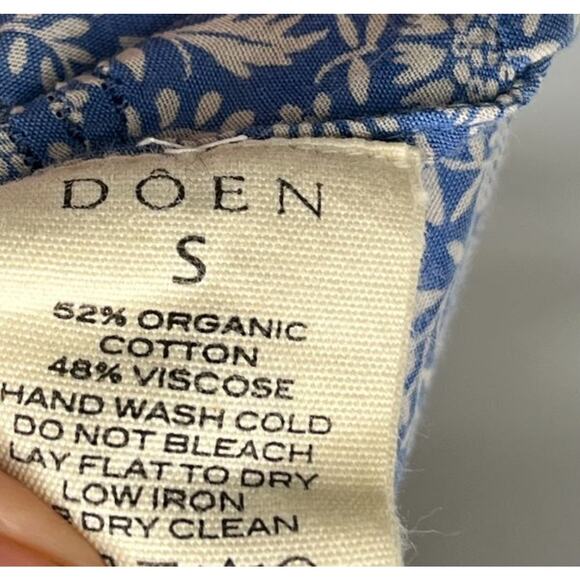 DÔEN
S
52% ORGANIC
COTTON
48% VISCOSE
HAND WASH COLD
DO NOT BLEACH
LAY FLAT TO DRY
LOW IRON
DRY CLEAN